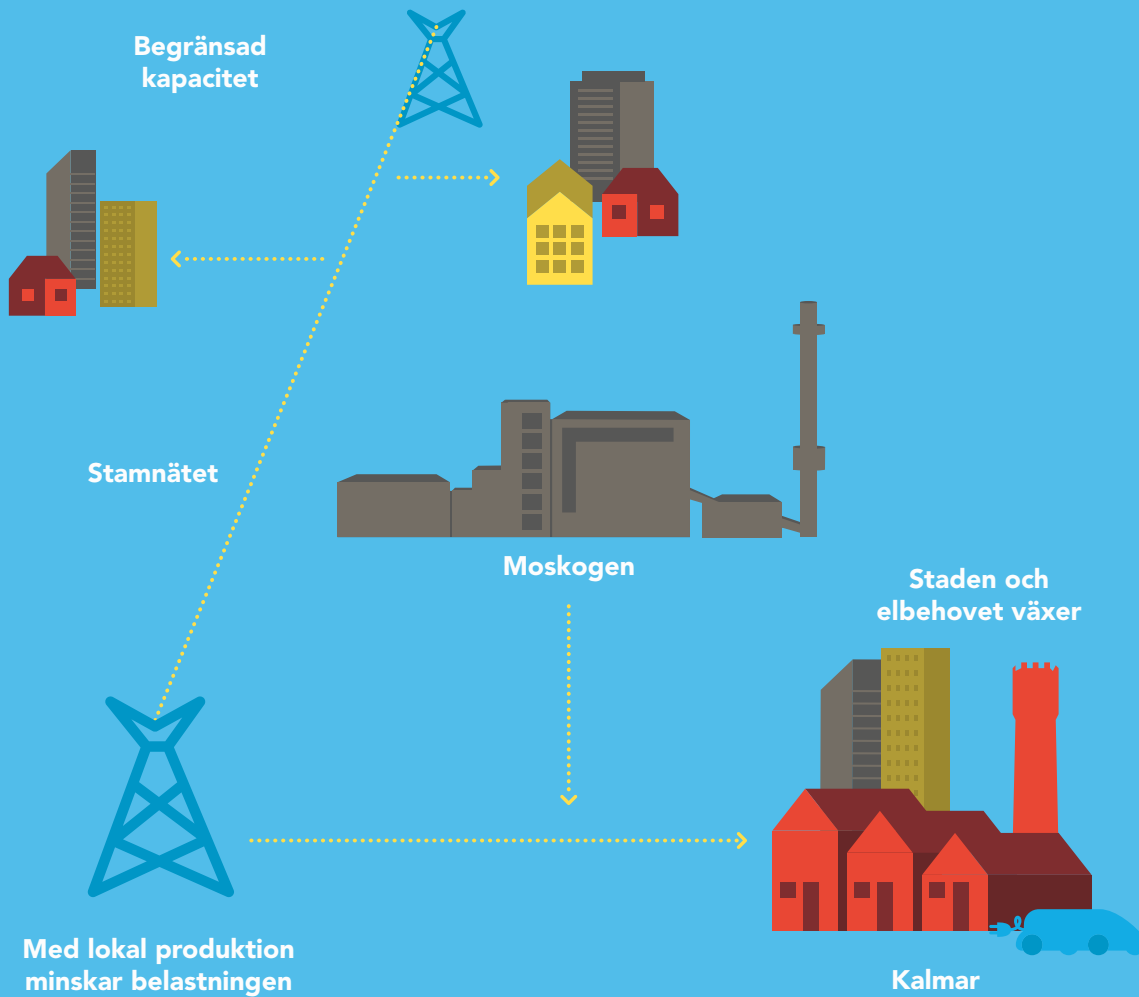 Begränsad
kapacitet
Stamnätet
Moskogen
Staden och
elbehovet växer
Med lokal produktion
minskar belastningen
Kalmar